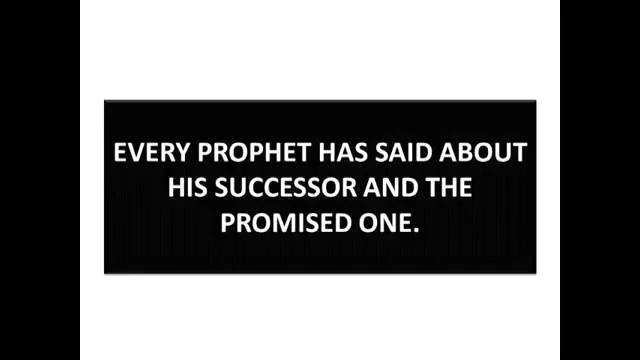 EVERY PROPHET HAS SAID ABOUT
HIS SUCCESSOR AND THE
PROMISED ONE.